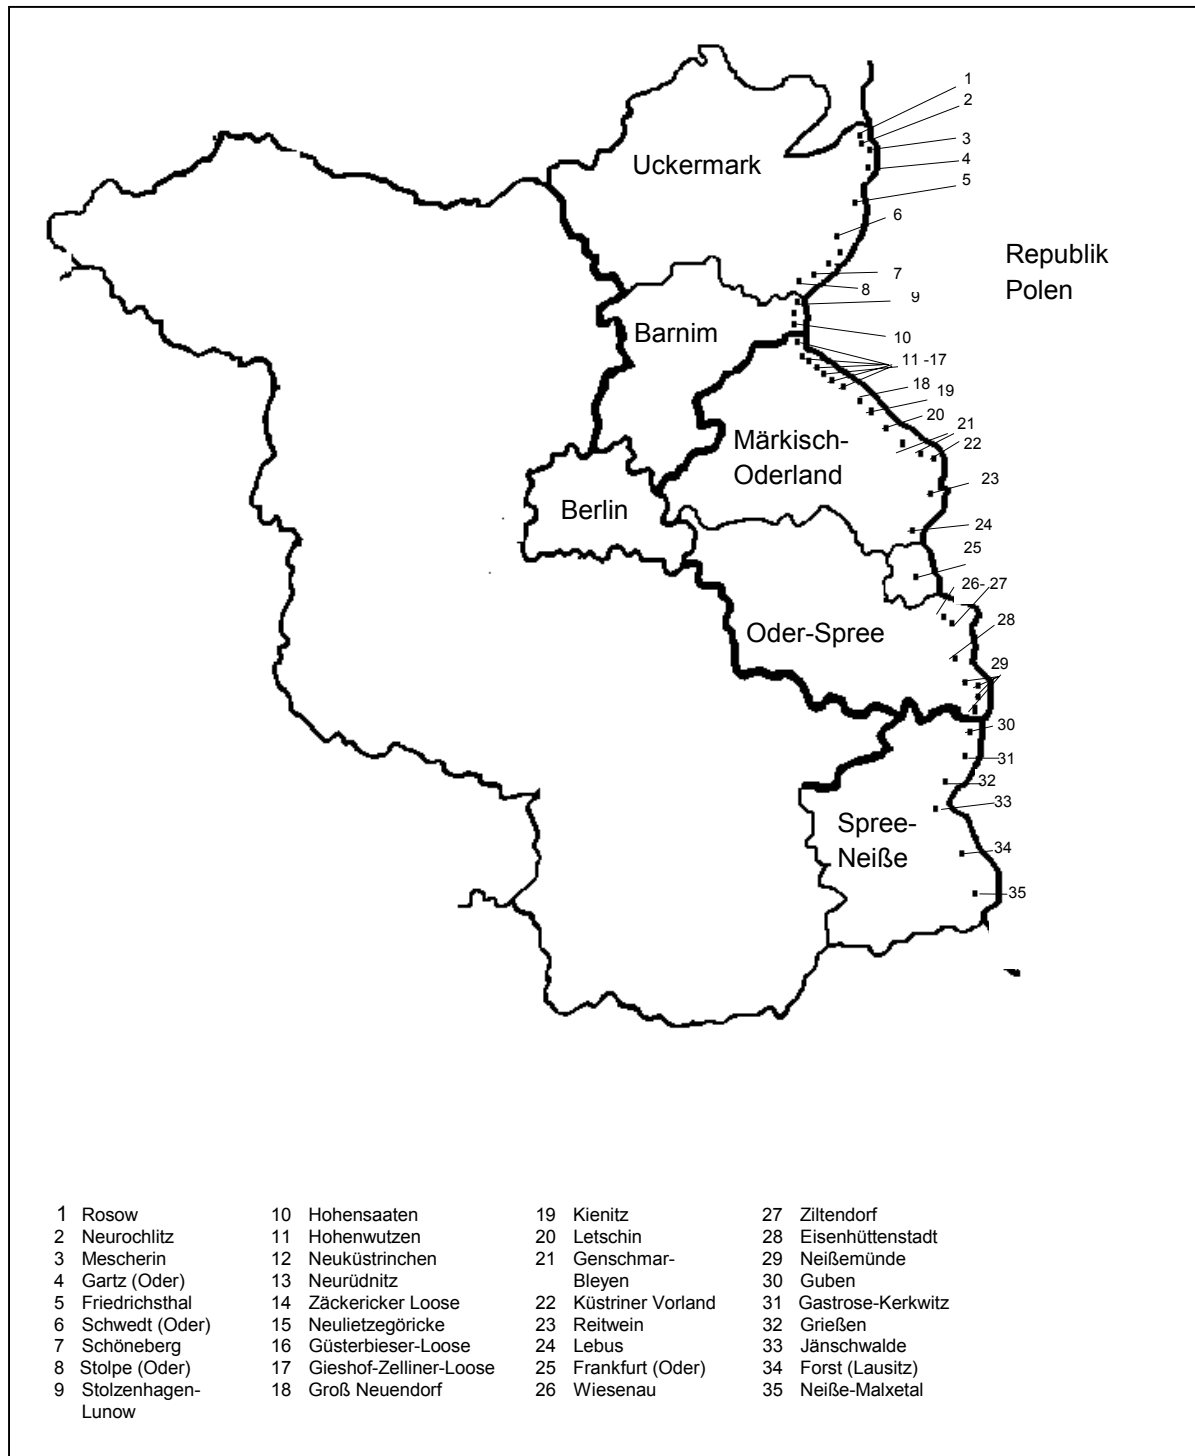 1
2
3
4
5
6
7
8
9
10
11 -17
18
19
20
21
22
23
24
25
26- 27
28
29
30
31
32
33
34
35
Uckermark
Republik
Polen
Barnim
Märkisch-
Oderland
Berlin
Oder-Spree
Spree-
Neiße
1 Rosow
2 Neurochlitz
3 Mescherin
4 Gartz (Oder)
5 Friedrichsthal
6 Schwedt (Oder)
7 Schöneberg
8 Stolpe (Oder)
9 Stolzenhagen-
Lunow
10 Hohensaaten
11 Hohenwutzen
12 Neuküstrinchen
13 Neurüdnitz
14 Zäckericker Loose
15 Neulietzegöricke
16 Güsterbieser-Loose
17 Gieshof-Zelliner-Loose
18 Groß Neuendorf
19 Kienitz
20 Letschin
21 Genschmar-
Bleyen
22 Küstriner Vorland
23 Reitwein
24 Lebus
25 Frankfurt (Oder)
26 Wiesenau
27 Ziltendorf
28 Eisenhüttenstadt
29 Neißemünde
30 Guben
31 Gastrose-Kerkwitz
32 Grießen
33 Jänschwalde
34 Forst (Lausitz)
35 Neiße-Malxetal